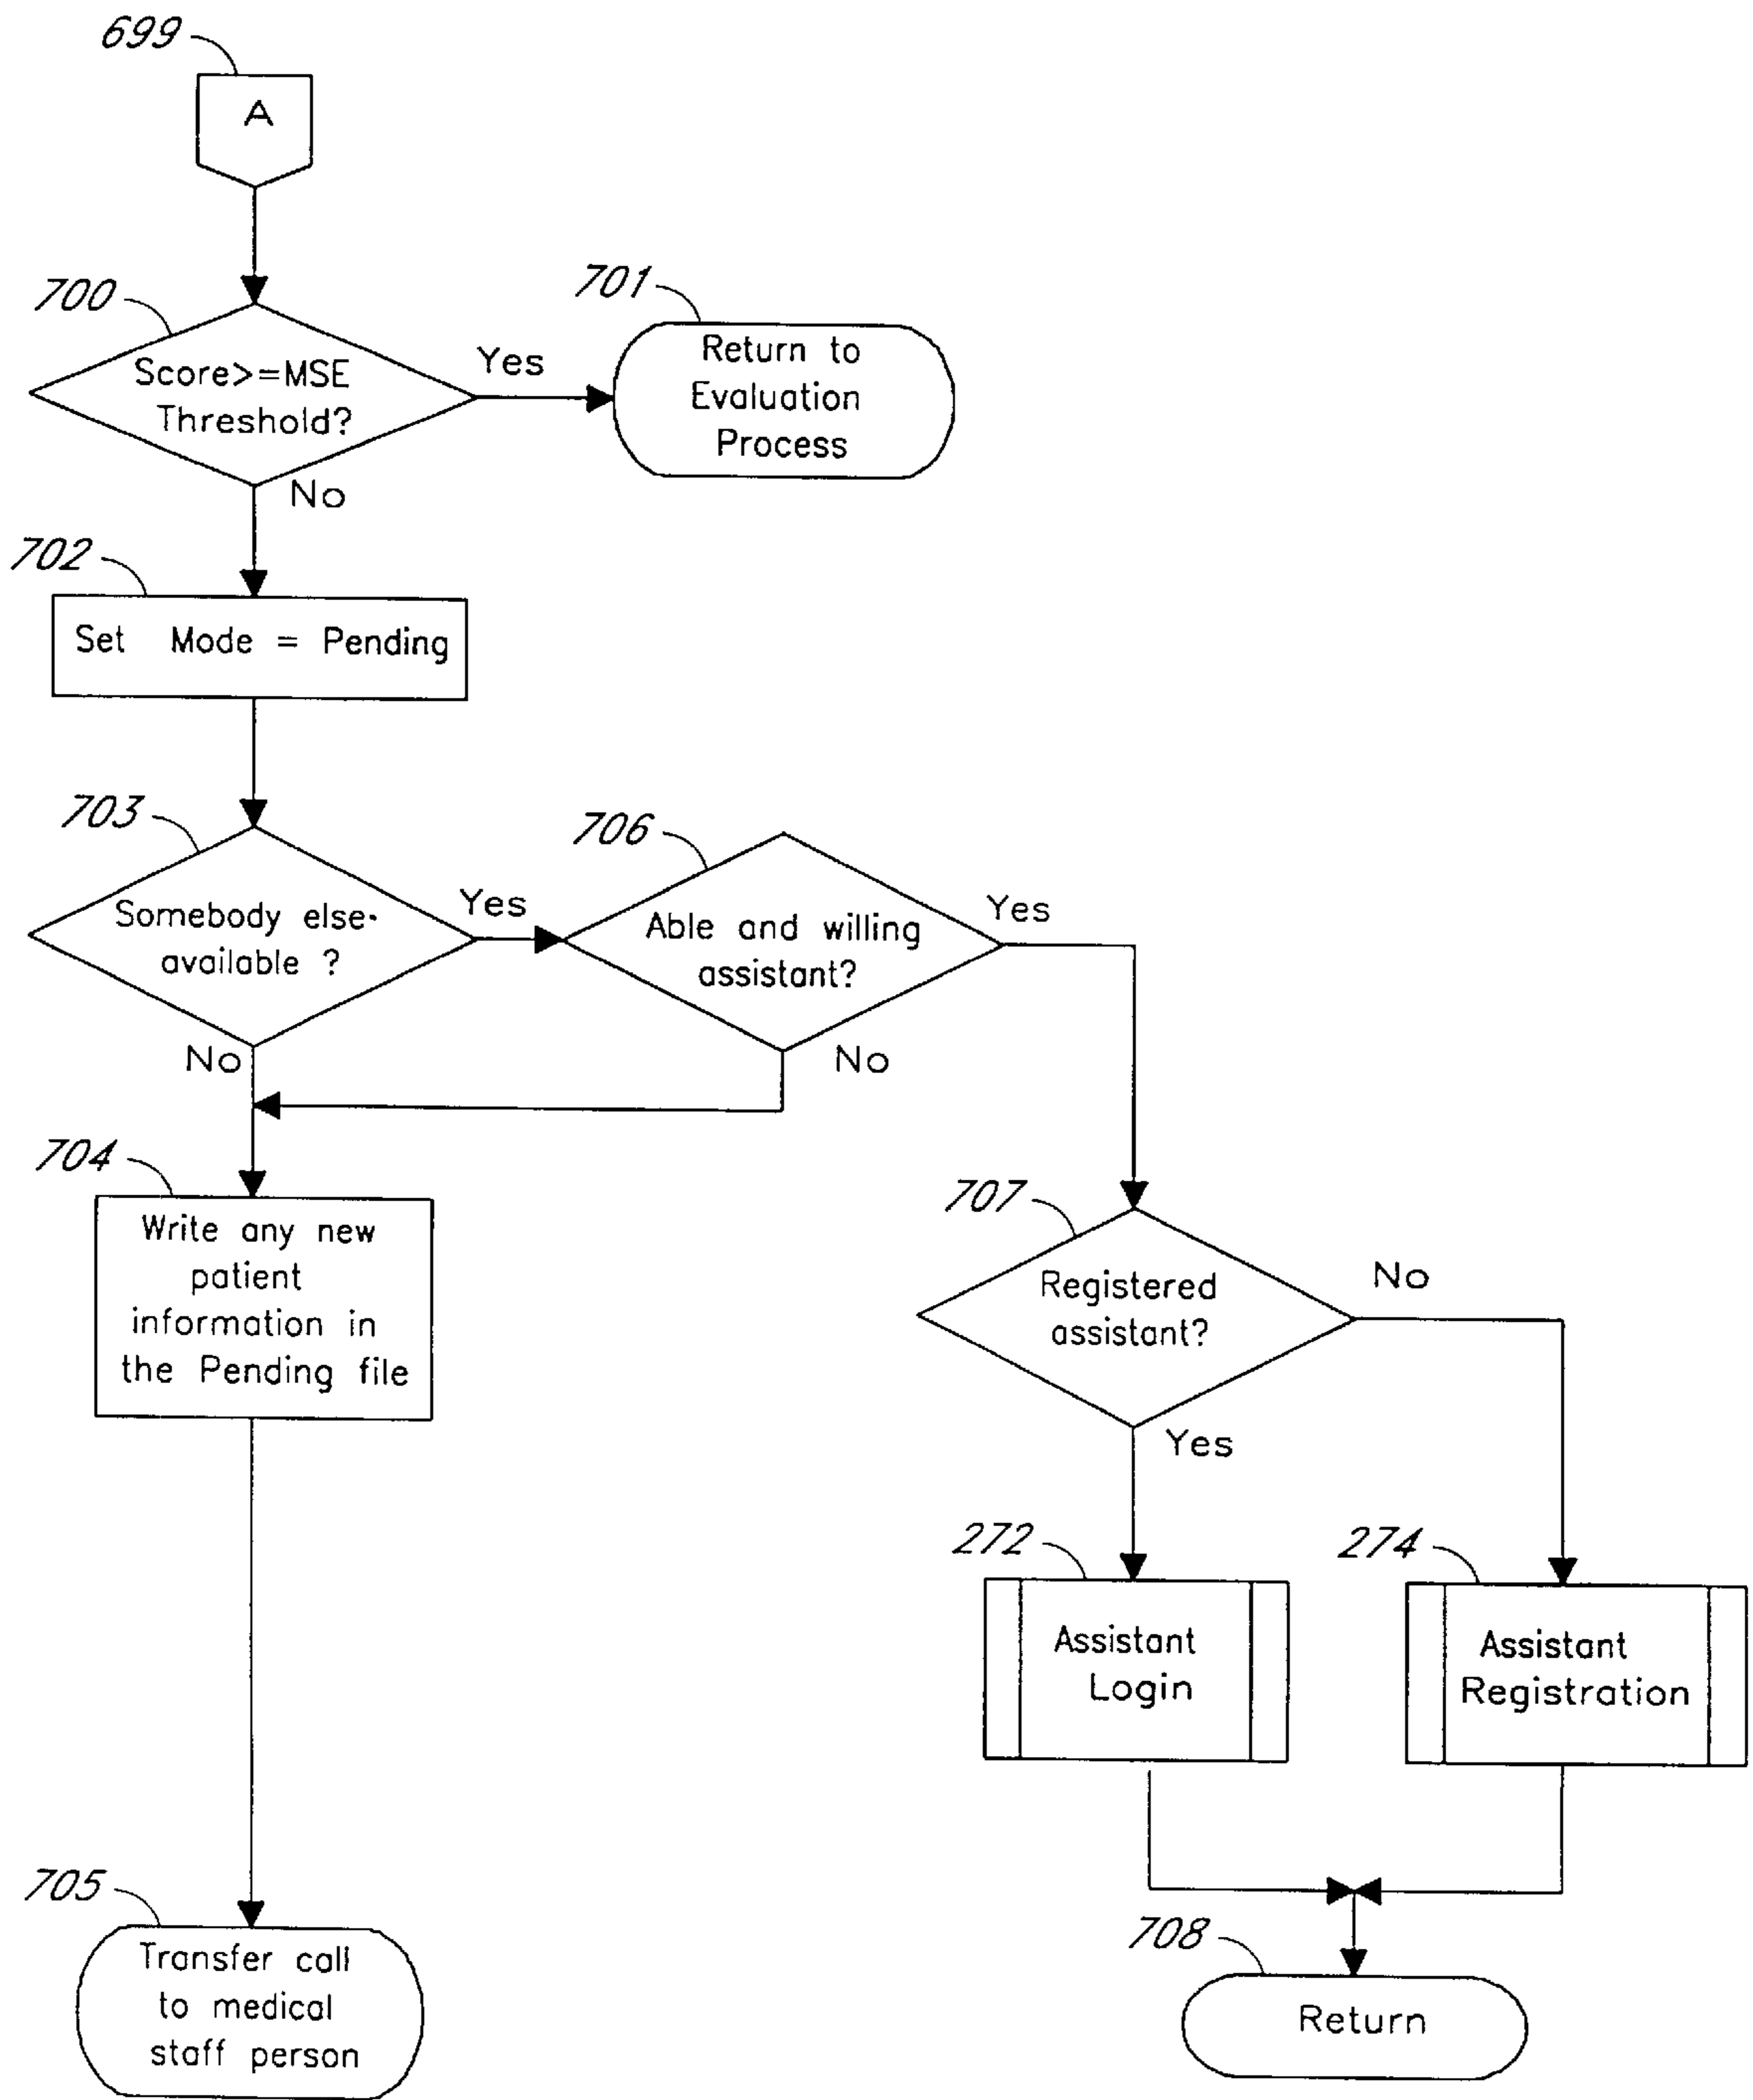 699
A
700
Score>=MSE
Threshold?
Yes
No
701
Return to
Evaluation
Process
702
Set Mode = Pending
703
Somebody else
available ?
Yes
No
706
Able and willing
assistant?
Yes
No
704
Write any new
patient
information in
the Pending file
707
Registered
assistant?
No
Yes
272
Assistant
Login
274
Assistant
Registration
705
Transfer call
to medical
staff person
708
Return